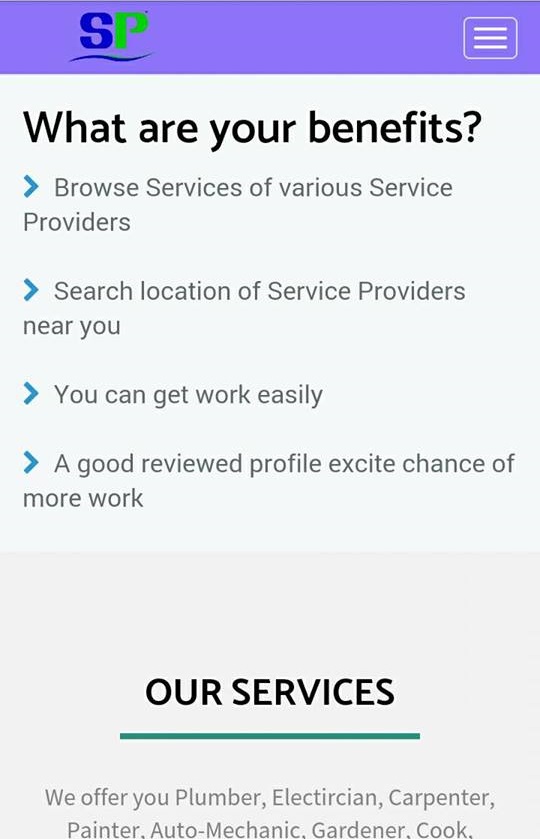 SP
What are your benefits?
Browse Services of various Service
Providers
Search location of Service Providers
near you
You can get work easily
A good reviewed profile excite chance of
more work
OUR SERVICES
We offer you Plumber, Electircian, Carpenter,
Painter, Auto-Mechanic, Gardener, Cook,